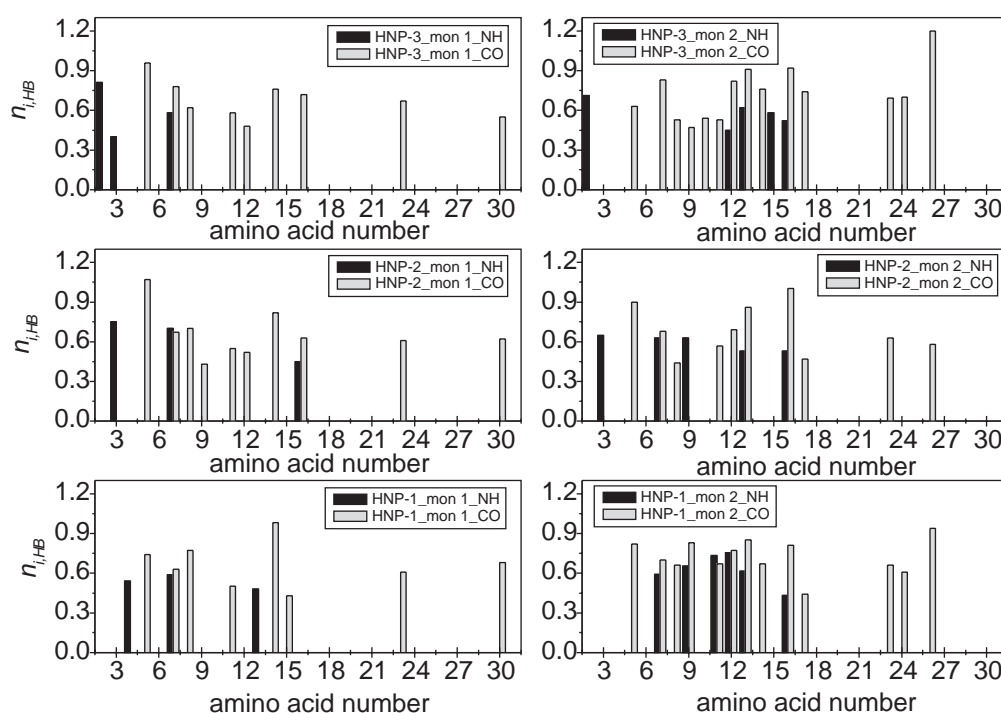 HNP-3_mon 1_NH
HNP-3_mon 1_CO
n_{i,HB}
1.2
0.9
0.6
0.3
0.0
3 6 9 12 15 18 21 24 27 30
amino acid number
HNP-3_mon 2_NH
HNP-3_mon 2_CO
1.2
0.9
0.6
0.3
0.0
3 6 9 12 15 18 21 24 27 30
amino acid number
HNP-2_mon 1_NH
HNP-2_mon 1_CO
n_{i,HB}
1.2
0.9
0.6
0.3
0.0
3 6 9 12 15 18 21 24 27 30
amino acid number
HNP-2_mon 2_NH
HNP-2_mon 2_CO
1.2
0.9
0.6
0.3
0.0
3 6 9 12 15 18 21 24 27 30
amino acid number
HNP-1_mon 1_NH
HNP-1_mon 1_CO
n_{i,HB}
1.2
0.9
0.6
0.3
0.0
3 6 9 12 15 18 21 24 27 30
amino acid number
HNP-1_mon 2_NH
HNP-1_mon 2_CO
1.2
0.9
0.6
0.3
0.0
3 6 9 12 15 18 21 24 27 30
amino acid number